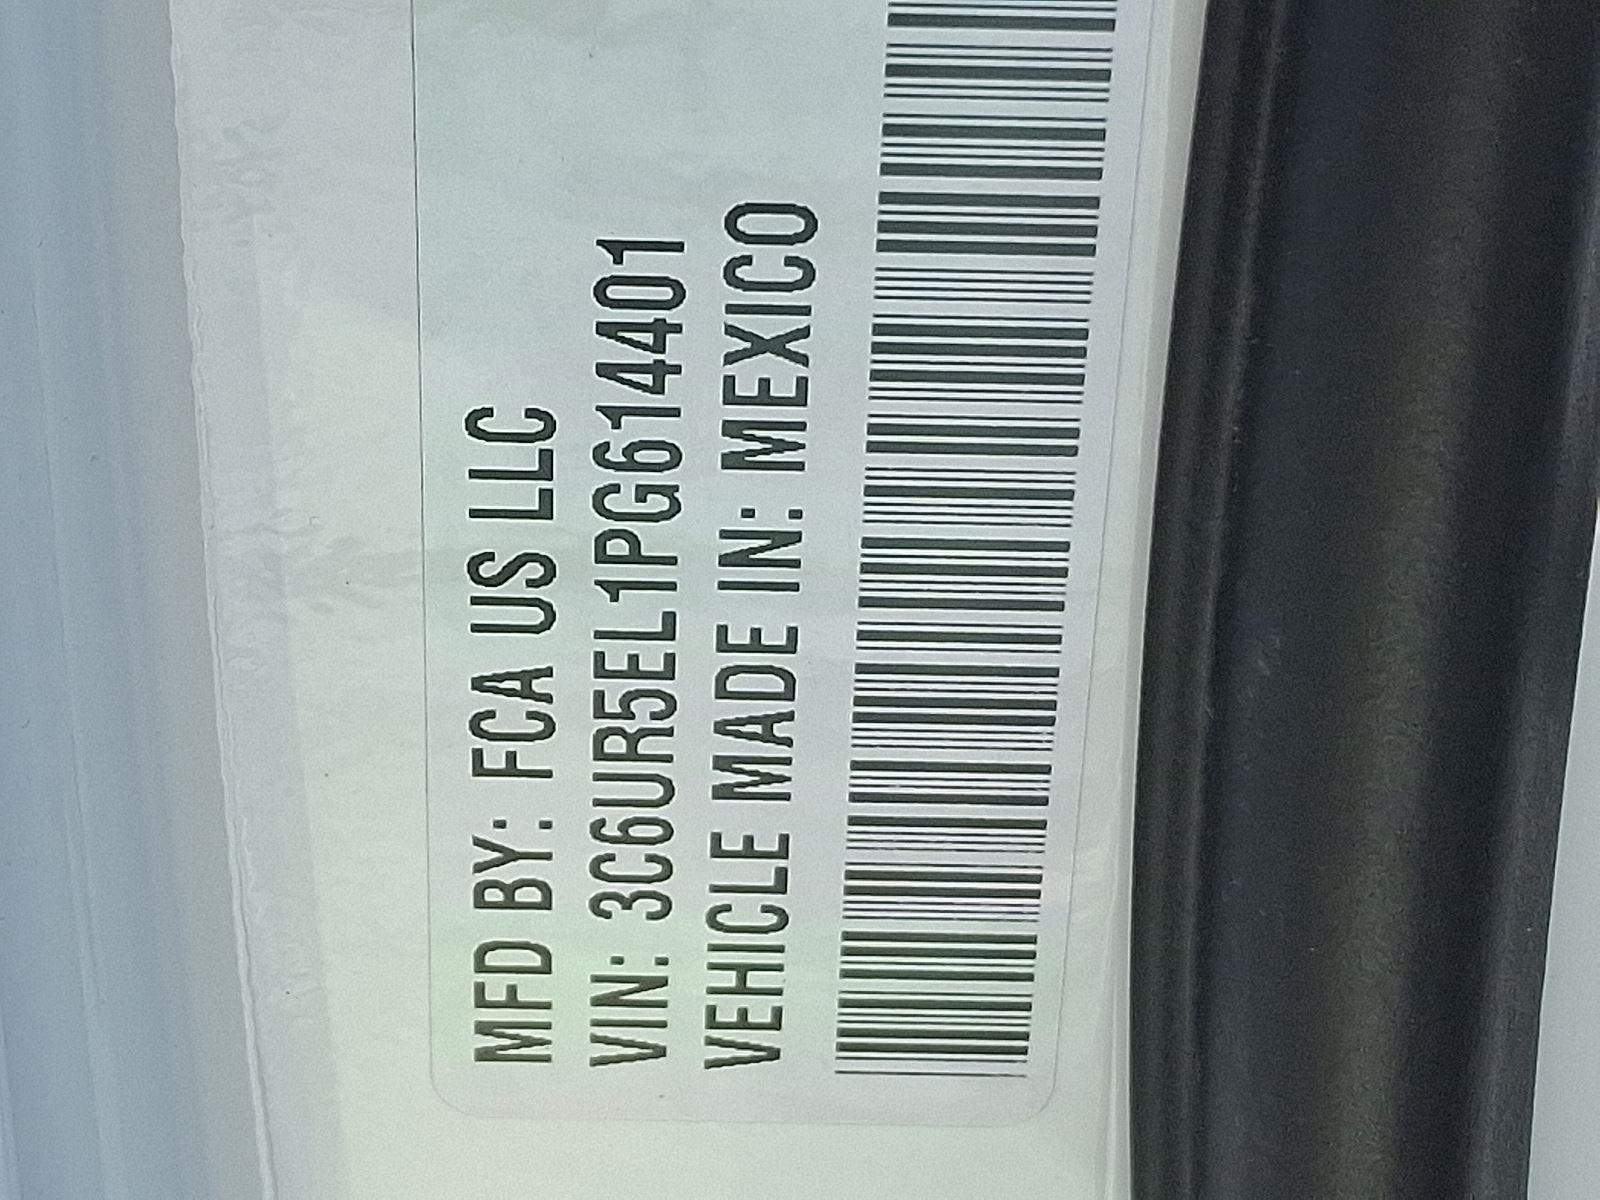 MFD BY: FCA US LLC
VIN: 3C6UR5EL1PG614401
VEHICLE MADE IN: MEXICO